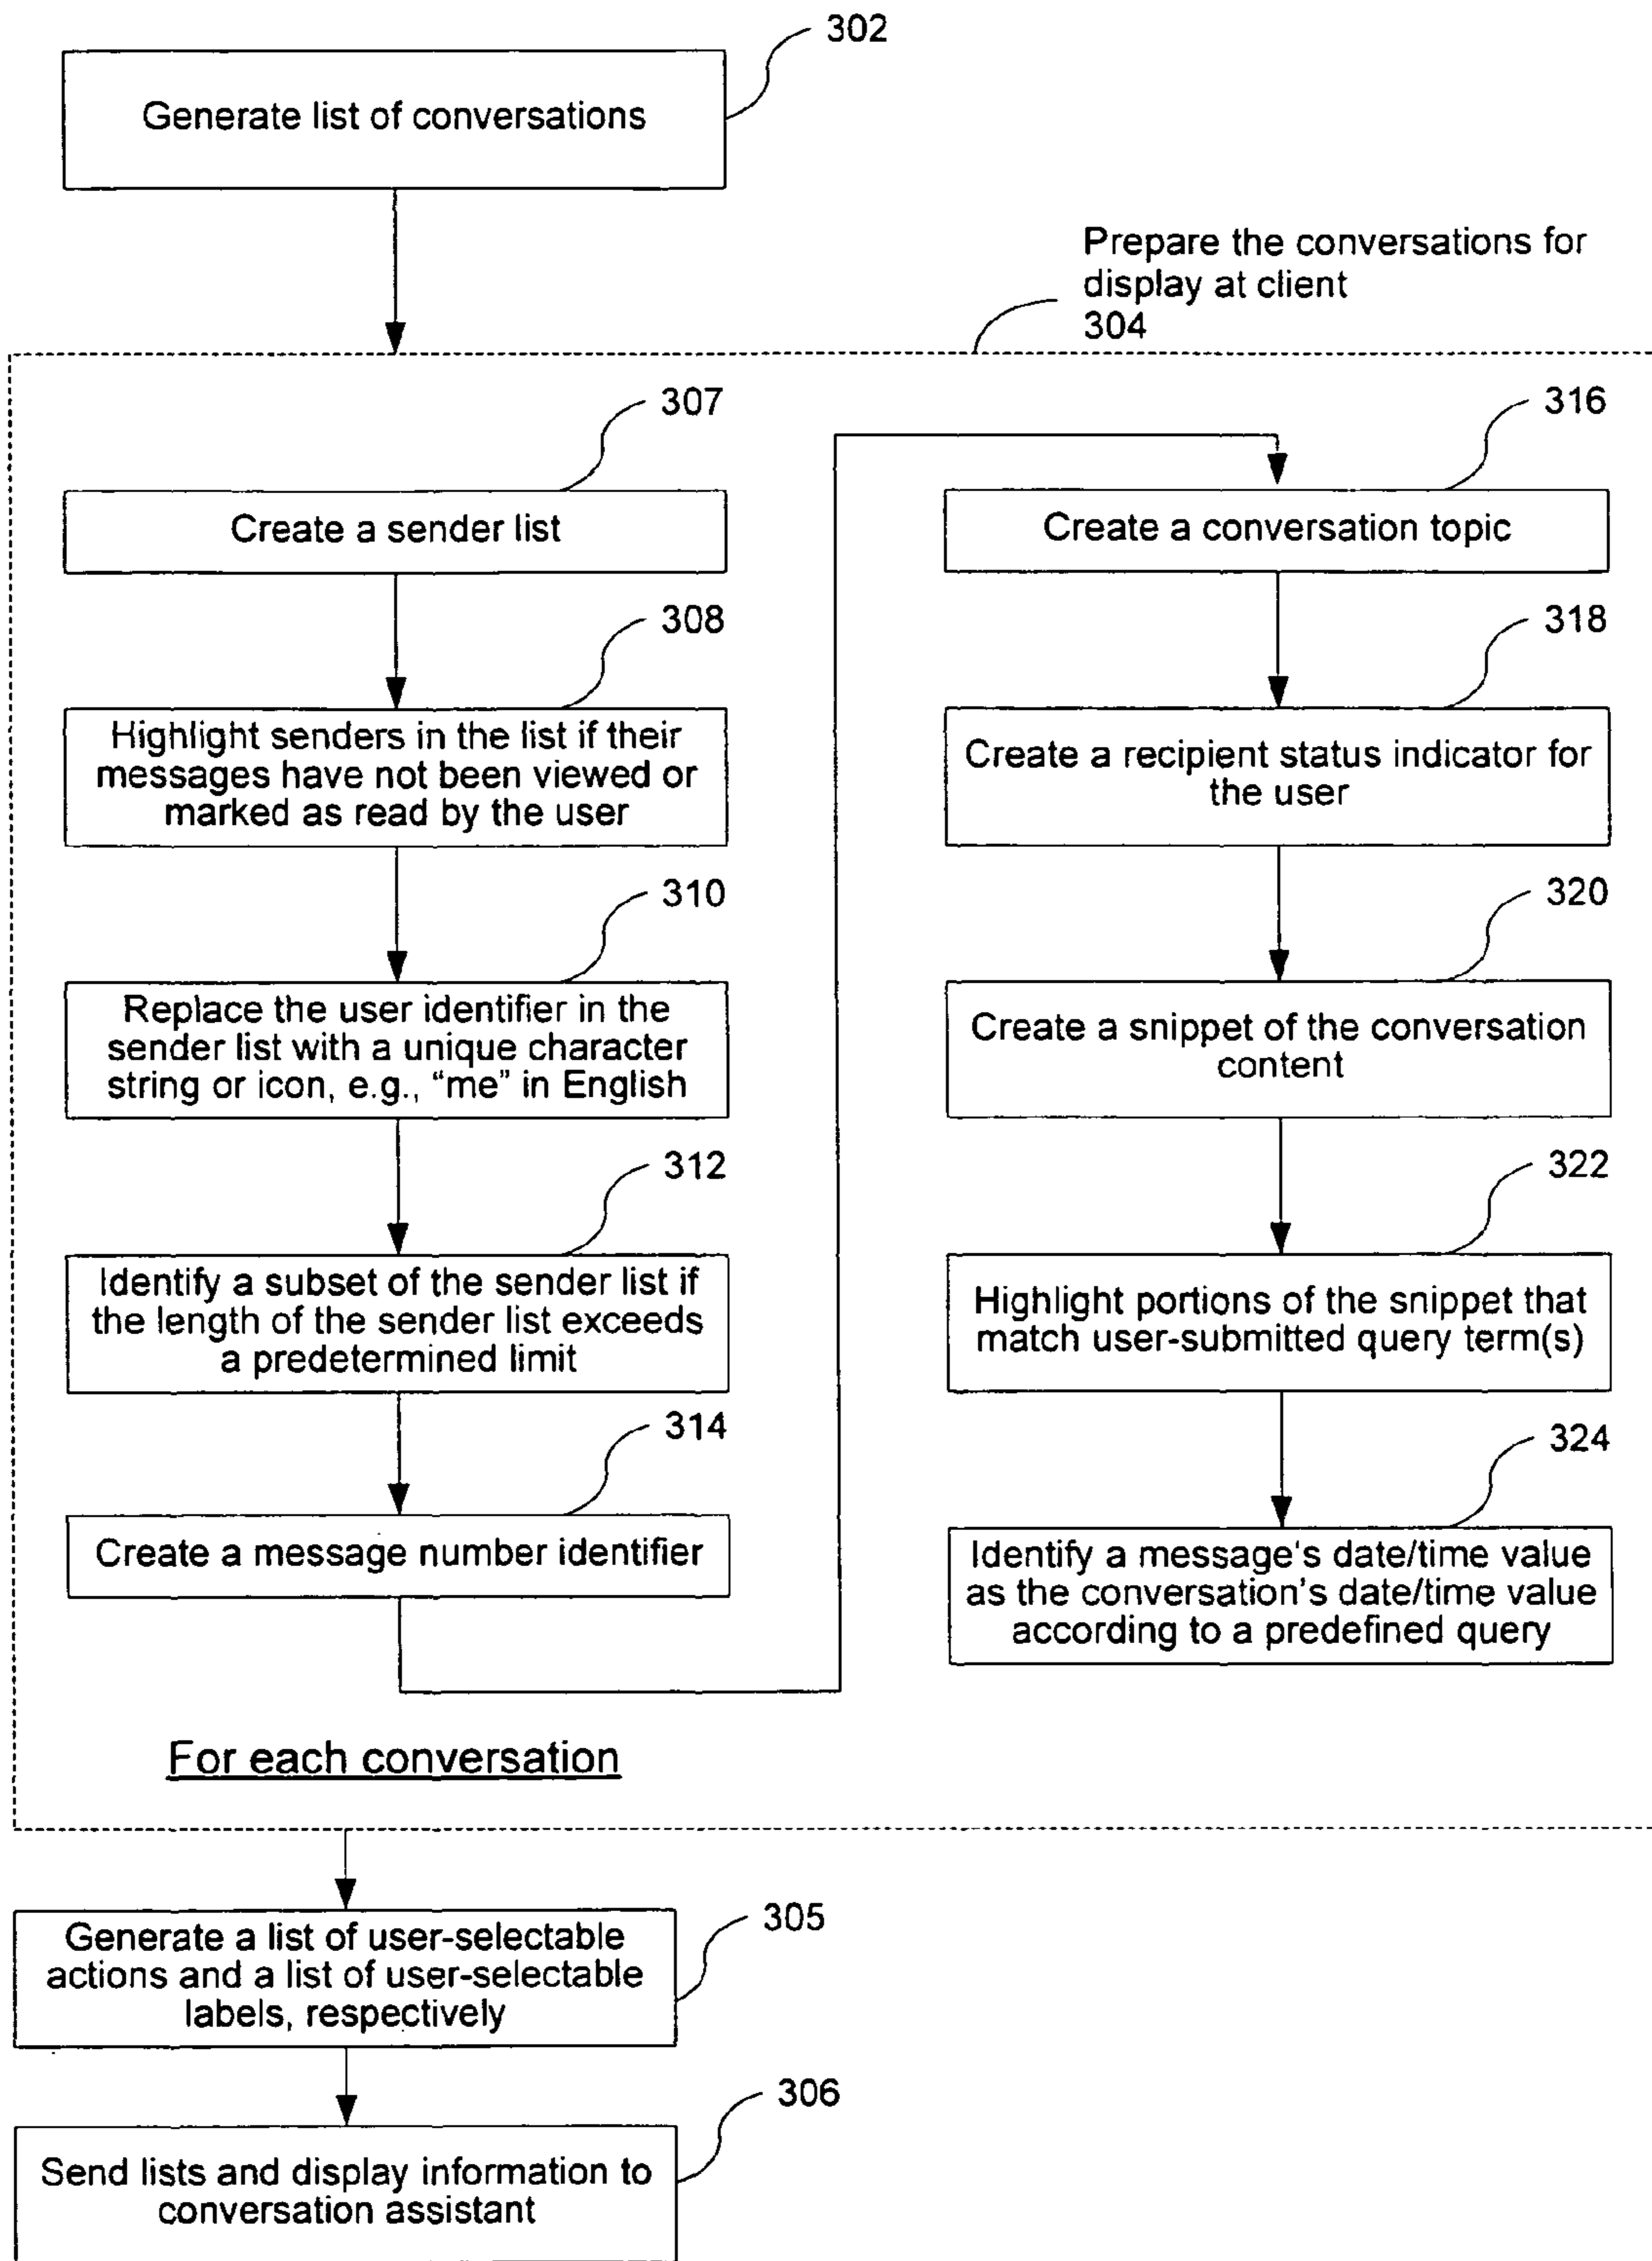 302
Generate list of conversations
Prepare the conversations for
display at client
304
307
Create a sender list
308
Highlight senders in the list if their
messages have not been viewed or
marked as read by the user
310
Replace the user identifier in the
sender list with a unique character
string or icon, e.g., “me” in English
312
Identify a subset of the sender list if
the length of the sender list exceeds
a predetermined limit
314
Create a message number identifier
316
Create a conversation topic
318
Create a recipient status indicator for
the user
320
Create a snippet of the conversation
content
322
Highlight portions of the snippet that
match user-submitted query term(s)
324
Identify a message's date/time value
as the conversation's date/time value
according to a predefined query
For each conversation
305
Generate a list of user-selectable
actions and a list of user-selectable
labels, respectively
306
Send lists and display information to
conversation assistant